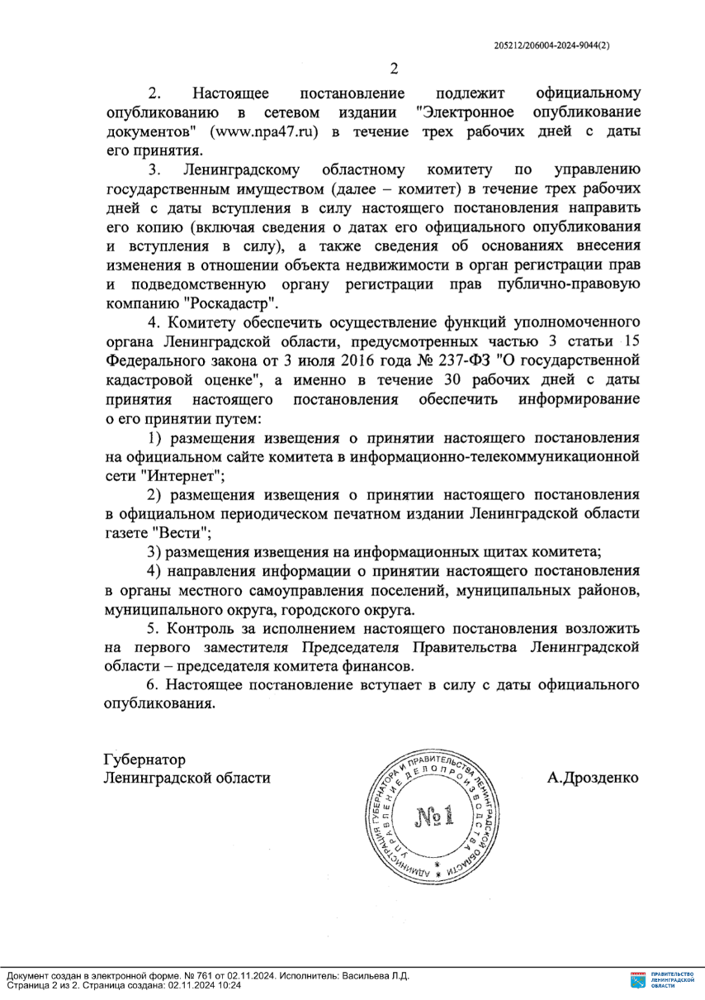 205212/206004-2024-9044(2)
2
2. Настоящее постановление подлежит официальному
опубликованию в сетевом издании "Электронное опубликование
документов" (www.npa47.ru) в течение трех рабочих дней с даты
его принятия.
3. Ленинградскому областному комитету по управлению
государственным имуществом (далее – комитет) в течение трех рабочих
дней с даты вступления в силу настоящего постановления направить
его копию (включая сведения о датах его официального опубликования
и вступления в силу), а также сведения об основаниях внесения
изменения в отношении объекта недвижимости в орган регистрации прав
и подведомственную органу регистрации прав публично-правовую
компанию "Роскадастр".
4. Комитету обеспечить осуществление функций уполномоченного
органа Ленинградской области, предусмотренных частью 3 статьи 15
Федерального закона от 3 июля 2016 года № 237-ФЗ "О государственной
кадастровой оценке", а именно в течение 30 рабочих дней с даты
принятия настоящего постановления обеспечить информирование
о его принятии путем:
1) размещения извещения о принятии настоящего постановления
на официальном сайте комитета в информационно-телекоммуникационной
сети "Интернет";
2) размещения извещения о принятии настоящего постановления
в официальном периодическом печатном издании Ленинградской области
газете "Вести";
3) размещения извещения на информационных щитах комитета;
4) направления информации о принятии настоящего постановления
в органы местного самоуправления поселений, муниципальных районов,
муниципального округа, городского округа.
5. Контроль за исполнением настоящего постановления возложить
на первого заместителя Председателя Правительства Ленинградской
области – председателя комитета финансов.
6. Настоящее постановление вступает в силу с даты официального
опубликования.
Губернатор
Ленинградской области
А.Дрозденко
АДМИНИСТРАЦИЯ ГУБЕРНАТОРА И ПРАВИТЕЛЬСТВА ЛЕНИНГРАДСКОЙ ОБЛАСТИ
УПРАВЛЕНИЕ ДЕЛОПРОИЗВОДСТВА
№1
Документ создан в электронной форме. № 761 от 02.11.2024. Исполнитель: Васильева Л.Д.
Страница 2 из 2. Страница создана: 02.11.2024 10:24
ПРАВИТЕЛЬСТВО
ЛЕНИНГРАДСКОЙ
ОБЛАСТИ